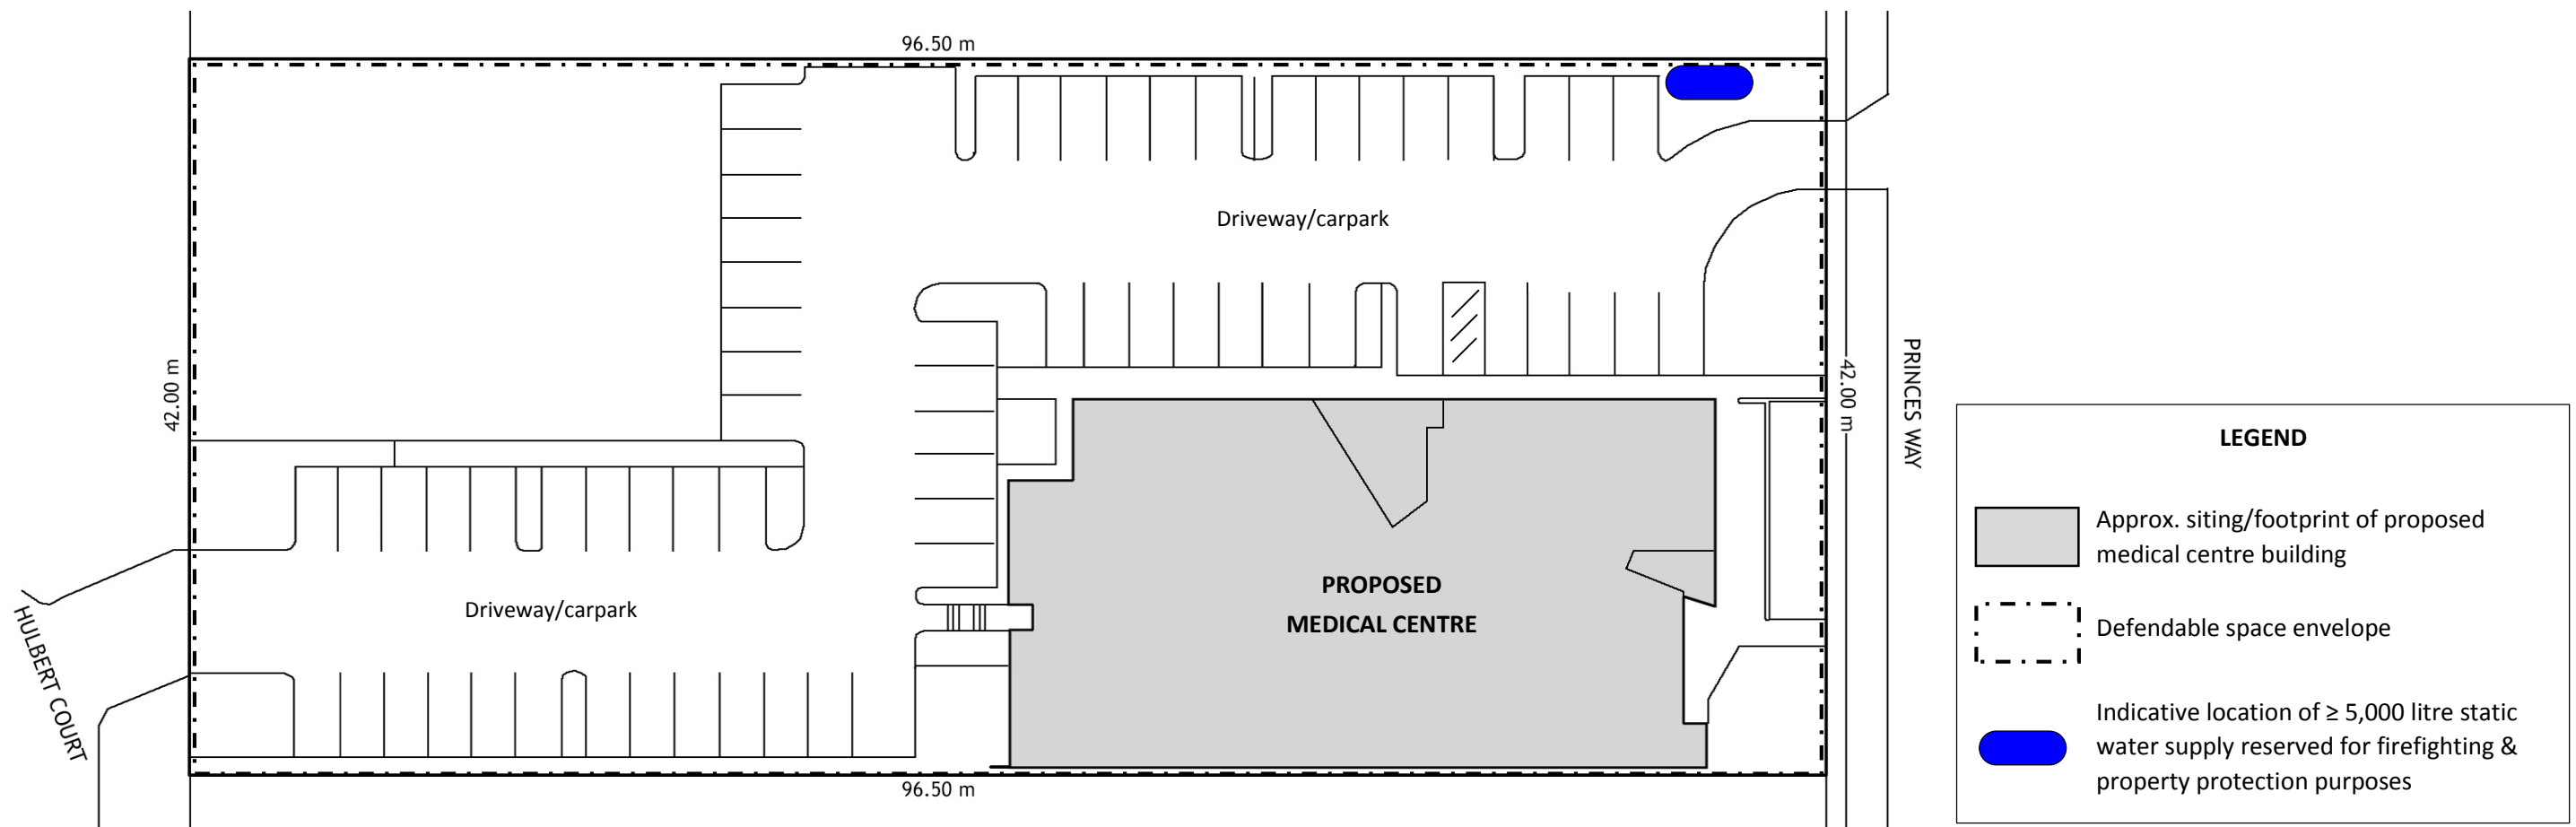 96.50 m
Driveway/carpark
42.00 m
42.00 m
PRINCES WAY
PROPOSED
MEDICAL CENTRE
Driveway/carpark
HULBERT COURT
96.50 m
LEGEND
Approx. siting/footprint of proposed
medical centre building
Defendable space envelope
Indicative location of ≥ 5,000 litre static
water supply reserved for firefighting &
property protection purposes